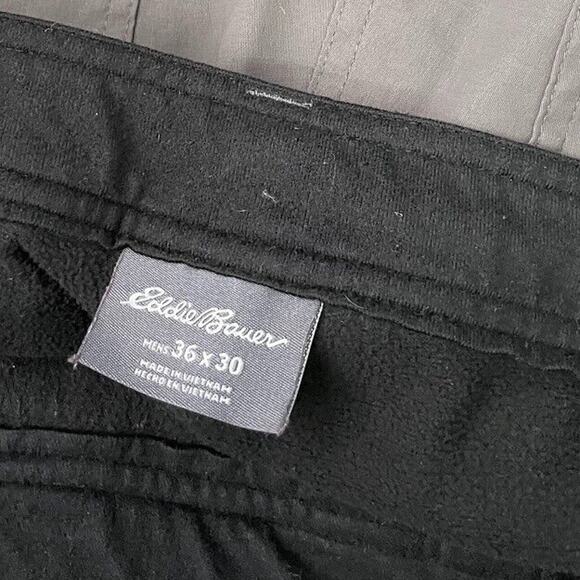 Eddie Bauer
MENS 36 X 30
MADE IN VIETNAM
HECHO EN VIETNAM